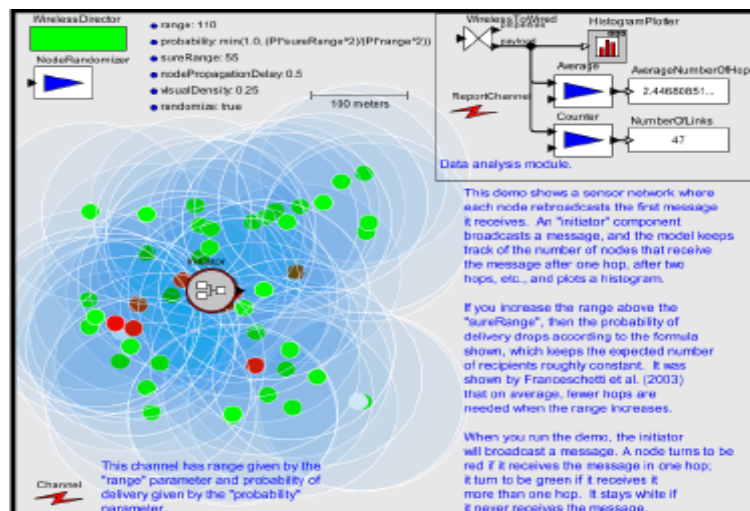 WirelessDirector
NodeRandomizer
range: 110
probability: min(1.0, (PI*sureRange^2)/(PI*range^2))
sureRange: 55
nodePropagationDelay: 0.5
visualDensity: 0.25
randomize: true
100 meters
WirelessToWired
properties
payload
HistogramPlotter
Average
AverageNumberOfHop
2.44680851...
ReportChannel
Counter
NumberOfLinks
47
Data analysis module.
This demo shows a sensor network where
each node rebroadcasts the first message
it receives. An "initiator" component
broadcasts a message, and the model keeps
track of the number of nodes that receive
the message after one hop, after two
hops, etc., and plots a histogram.
If you increase the range above the
"sureRange", then the probability of
delivery drops according to the formula
shown, which keeps the expected number
of recipients roughly constant. It was
shown by Franceschetti et al. (2003)
that on average, fewer hops are
needed when the range increases.
When you run the demo, the initiator
will broadcast a message. A node turns to be
red if it receives the message in one hop;
it turn to be green if it receives it
more than one hop. It stays white if
it never receives the message.
Channel
This channel has range given by the
"range" parameter and probability of
delivery given by the "probability"
parameter.